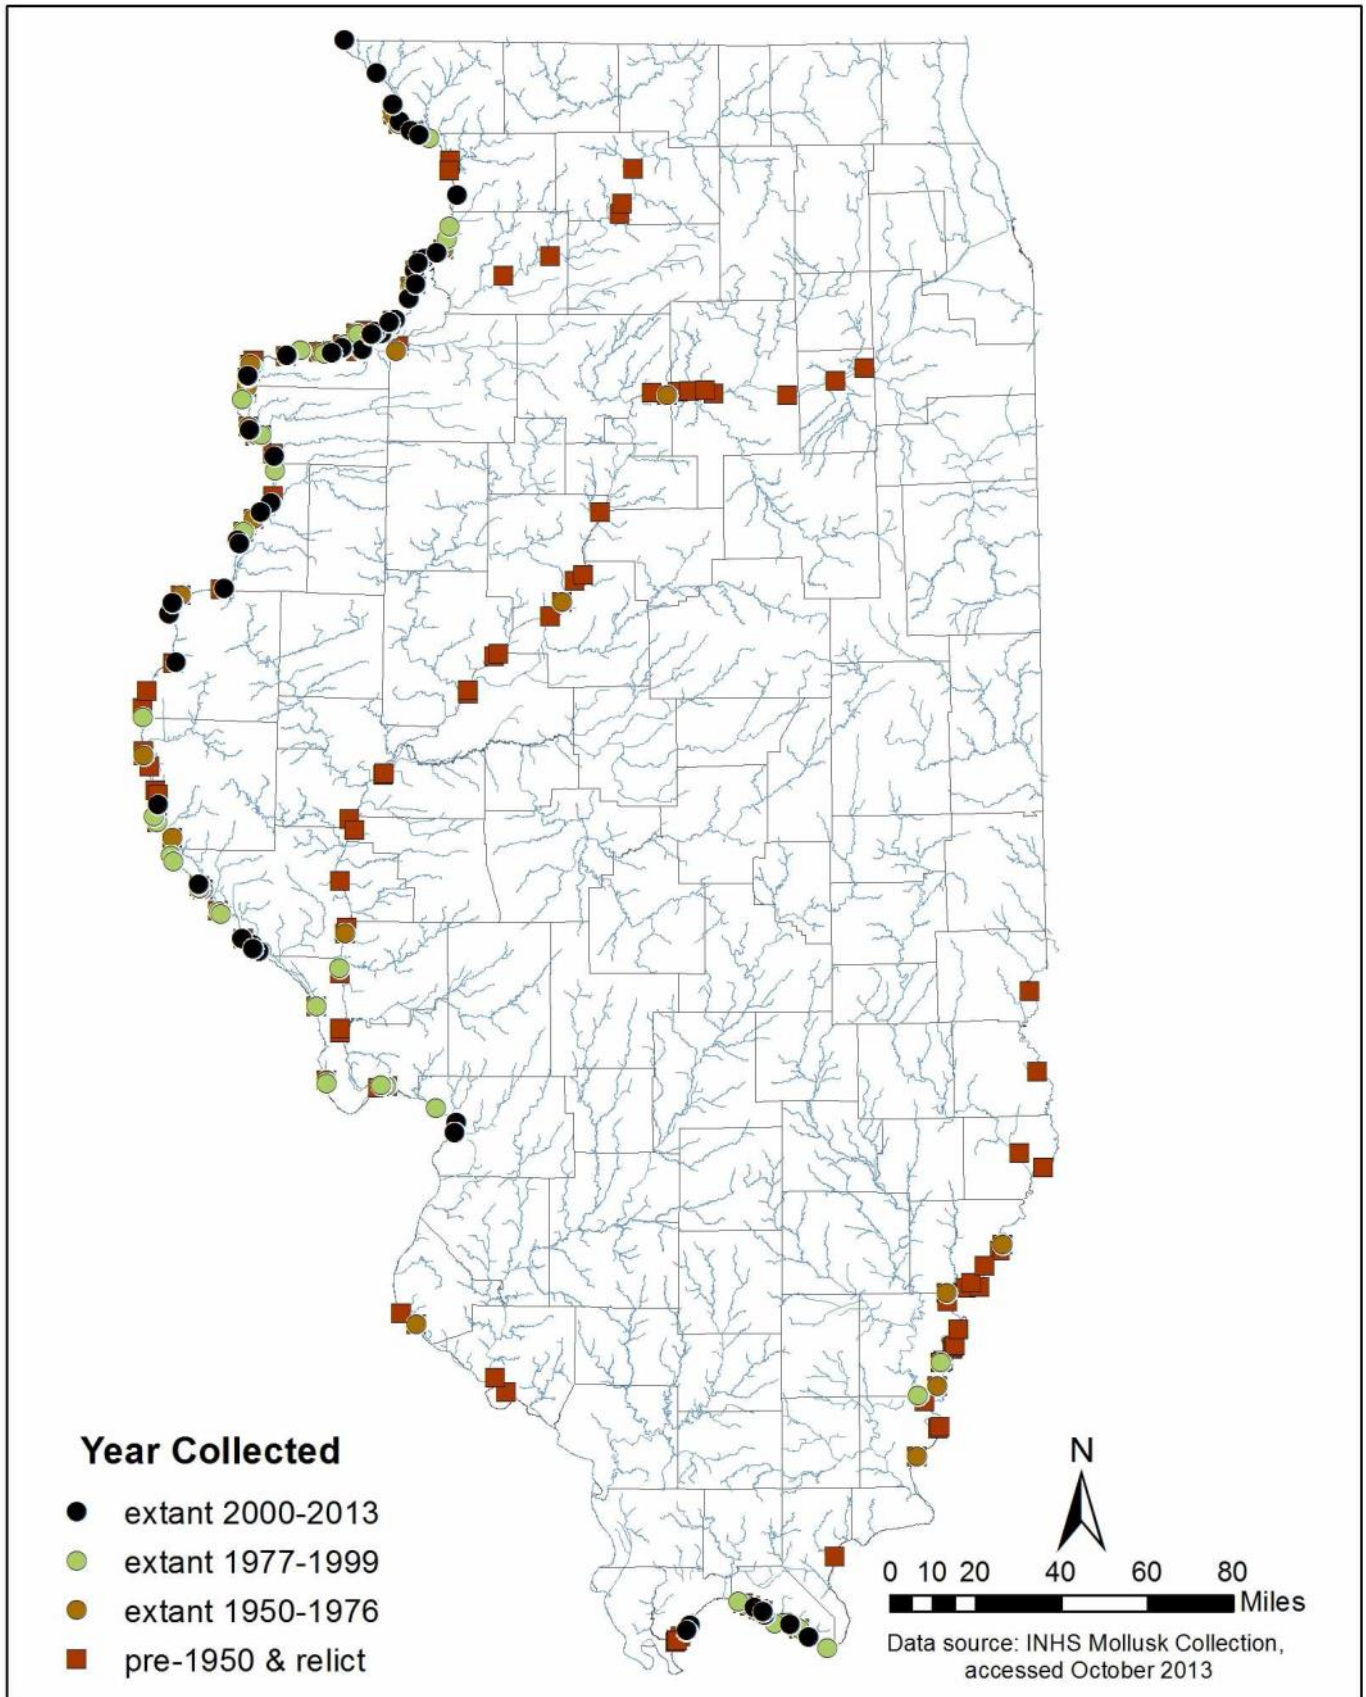 Year Collected
extant 2000-2013
extant 1977-1999
extant 1950-1976
pre-1950 & relict
N
0 10 20 40 60 80
Miles
Data source: INHS Mollusk Collection,
accessed October 2013